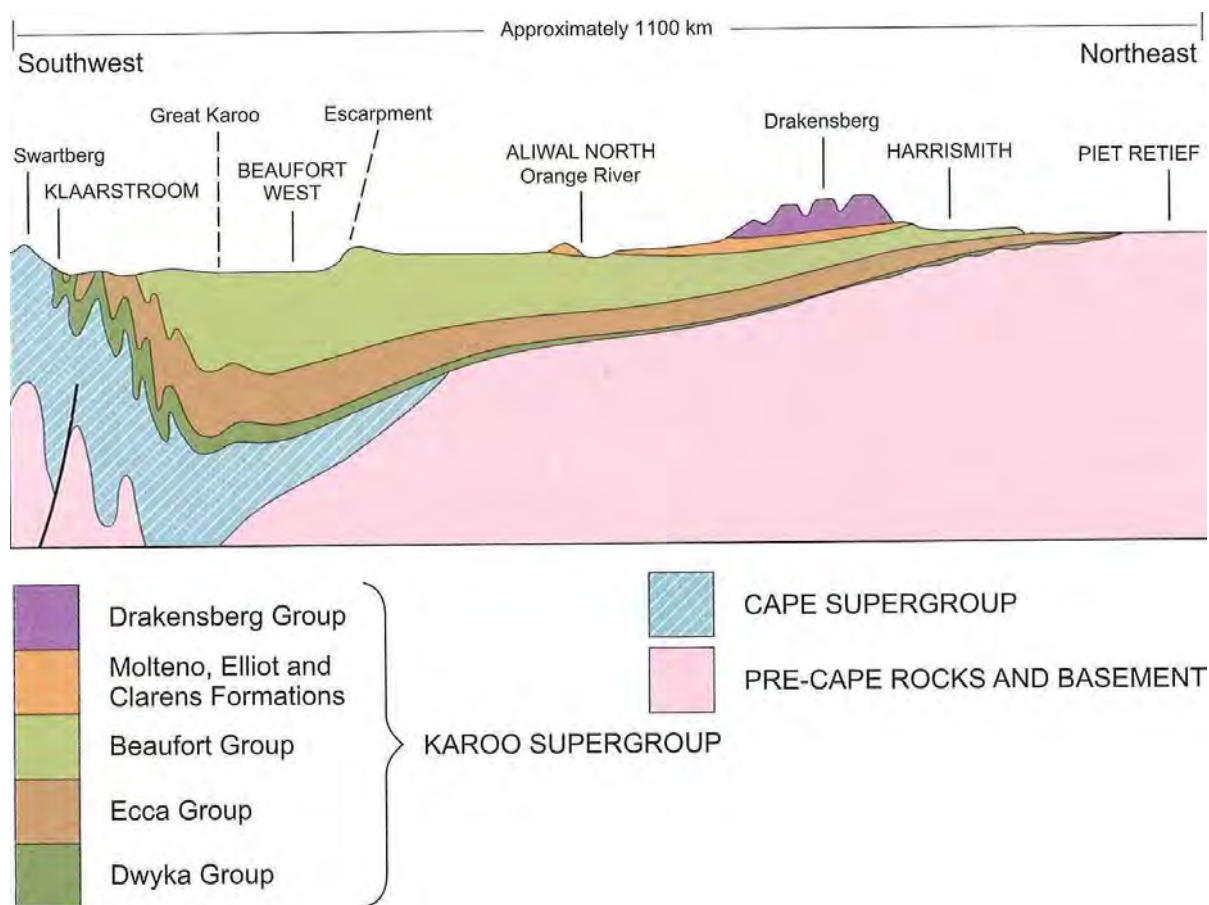 Approximately 1100 km
Southwest
Northeast
Great Karoo
Escarpment
Drakensberg
Swartberg
KLAARSTROOM
BEAUFORT
WEST
ALIWAL NORTH
Orange River
HARRISMITH
PIET RETIEF
Drakensberg Group
Molteno, Elliot and
Clarens Formations
Beaufort Group
Ecca Group
Dwyka Group
KAROO SUPERGROUP
CAPE SUPERGROUP
PRE-CAPE ROCKS AND BASEMENT